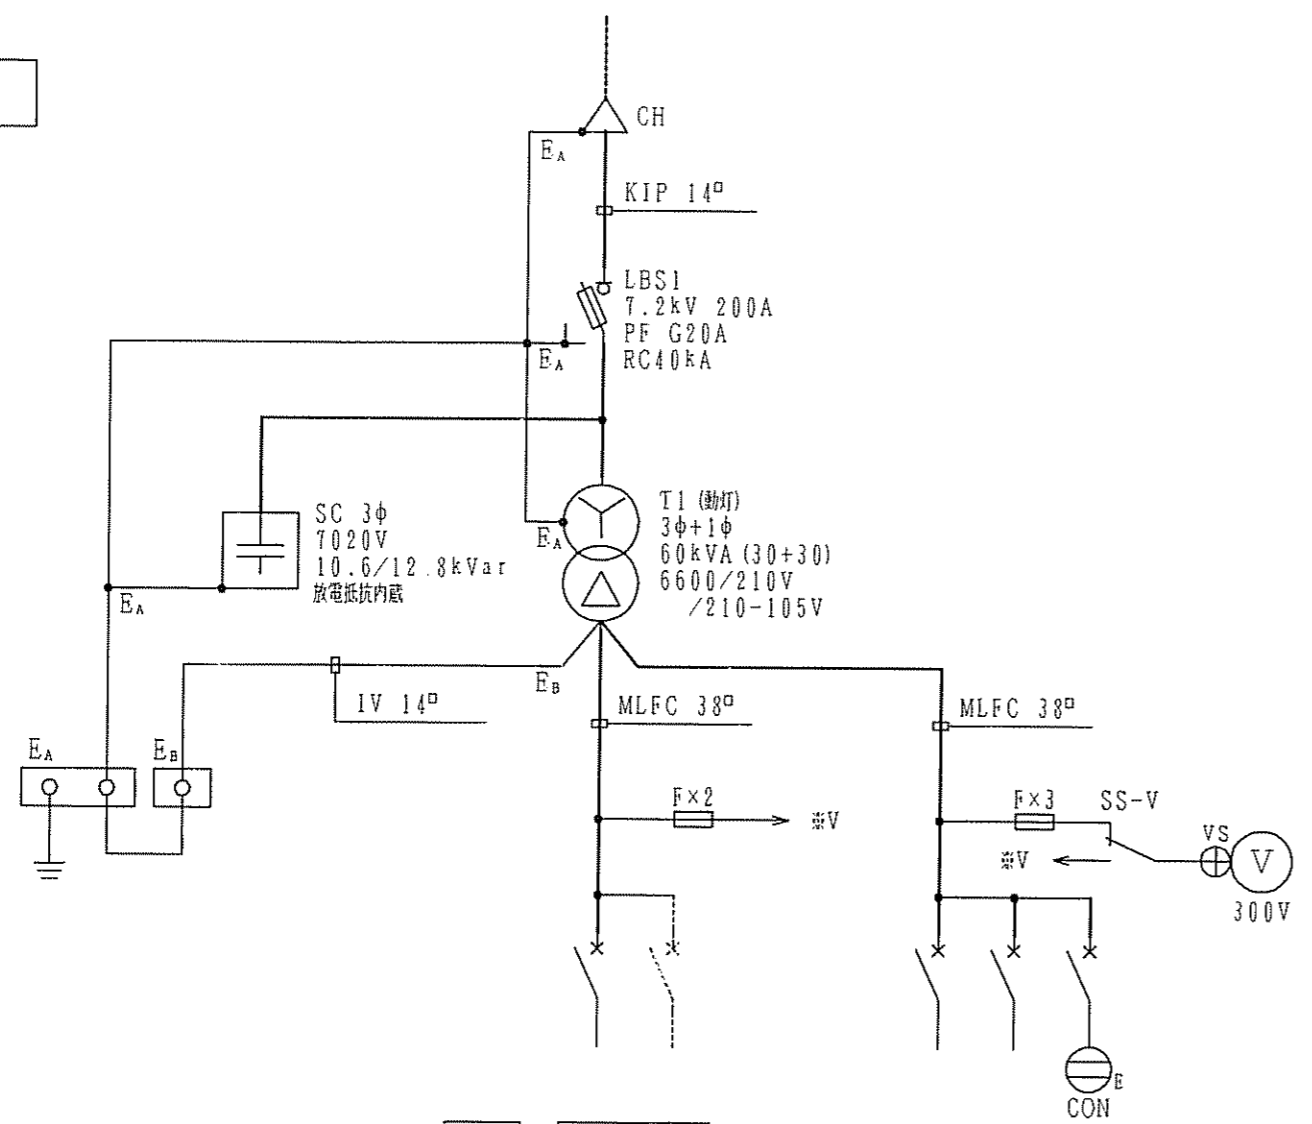 CH
EA
KIP 14□
LBS1
7.2kV 200A
PF G20A
RC40kA
EA
SC 3φ
7020V
10.6/12.8kVar
放電抵抗内蔵
EA
T1 (動灯)
3φ+1φ
60kVA(30+30)
6600/210V
/210-105V
EA
EB
IV 14□
MLFC 38□
MLFC 38□
EA
EB
F×2
※V
F×3
SS-V
VS
V
※V
300V
E
CON